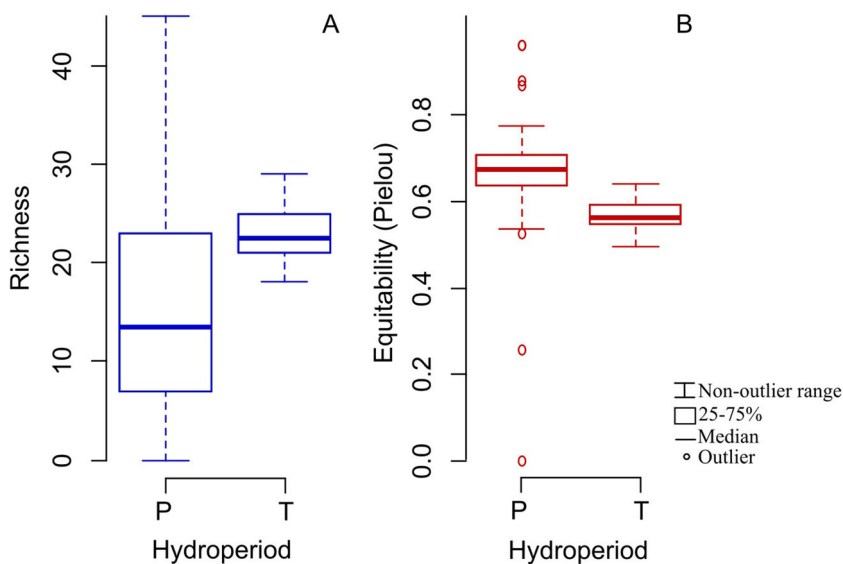 A
Richness
40
30
20
10
0
P T
Hydroperiod
B
Equitability (Pielou)
0.8
0.6
0.4
0.2
0.0
P T
Hydroperiod
Non-outlier range
25-75%
Median
Outlier